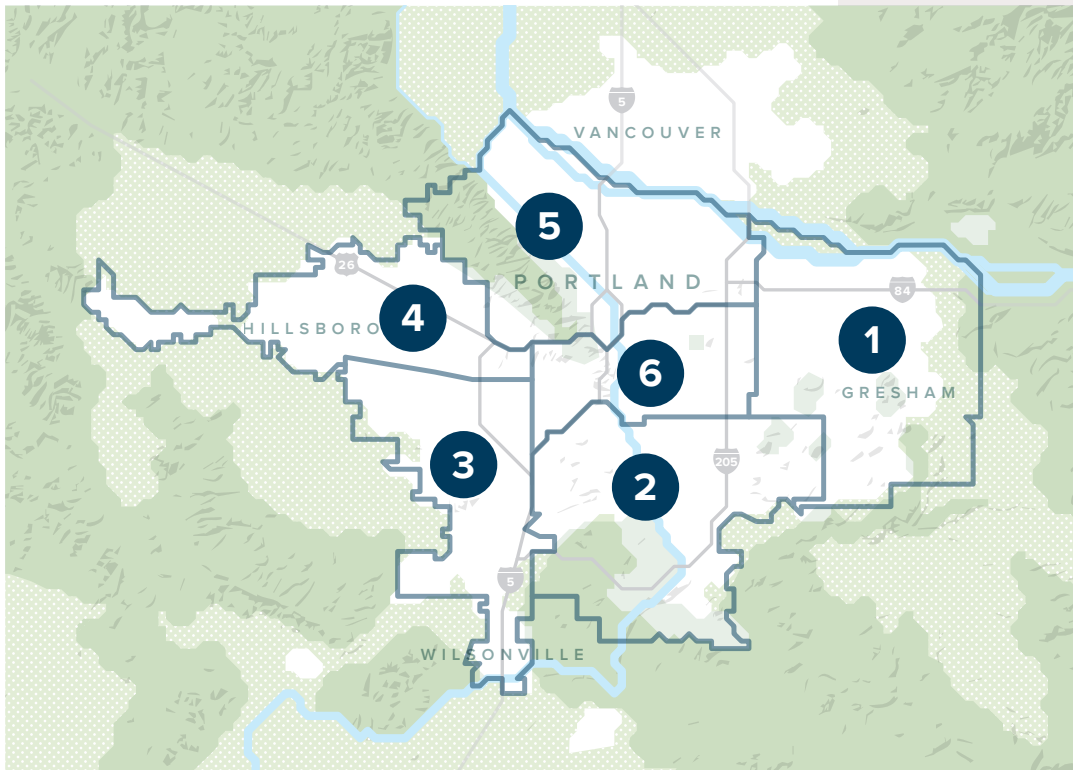 5
VANCOUVER
5
26
PORTLAND
84
HILLSBORO
4
1
6
GRESHAM
3
205
2
5
WILSONVILLE